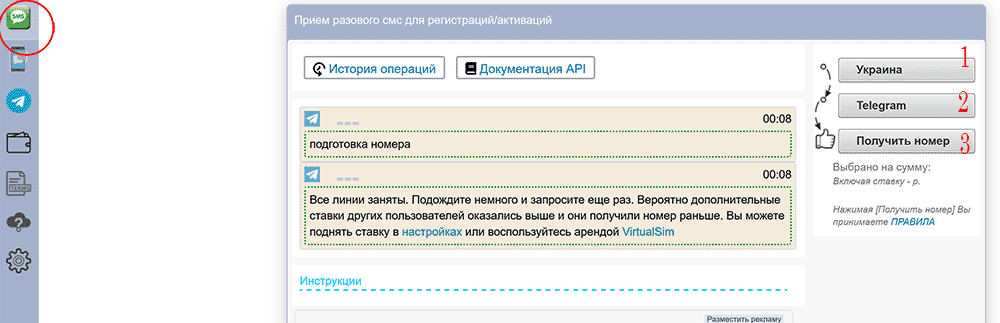 SMS
Прием разового смс для регистраций/активаций
История операций
Документация API
00:08
подготовка номера
00:08
Все линии заняты. Подождите немного и запросите еще раз. Вероятно дополнительные
ставки других пользователей оказались выше и они получили номер раньше. Вы можете
поднять ставку в настройках или воспользуйтесь арендой VirtualSim
Инструкции
Разместить рекламу
Украина 1
Telegram 2
Получить номер 3
Выбрано на сумму:
Включая ставку - р.
Нажимая [Получить номер] Вы
принимаете ПРАВИЛА
TERMS